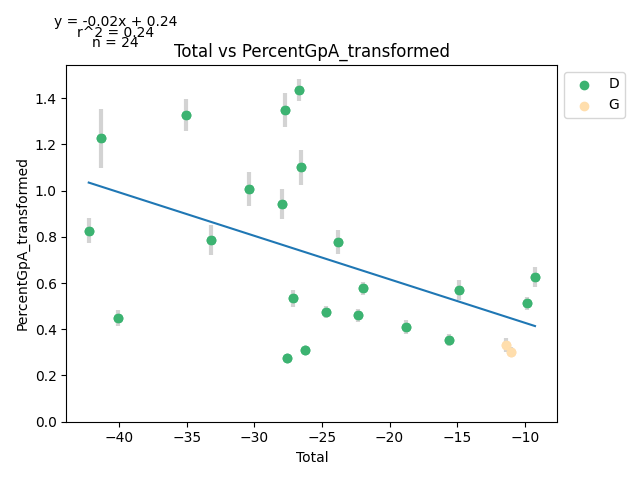 y = -0.02x + 0.24
r^2 = 0.24
n = 24
Total vs PercentGpA_transformed
D
G
PercentGpA_transformed
1.4
1.2
1.0
0.8
0.6
0.4
0.2
0.0
−40
−35
−30
−25
−20
−15
−10
Total